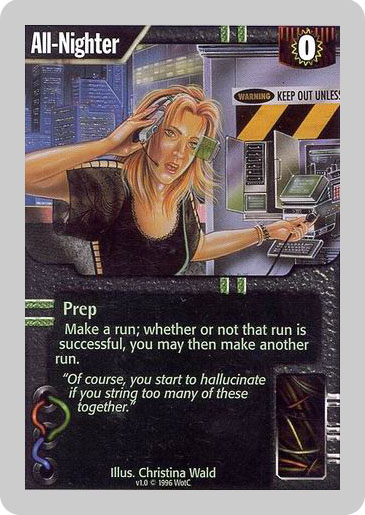 All-Nighter
0
WARNING KEEP OUT UNLES
Prep
Make a run; whether or not that run is
successful, you may then make another
run.
“Of course, you start to hallucinate
if you string too many of these
together.”
Illus. Christina Wald
v1.0 © 1996 WotC